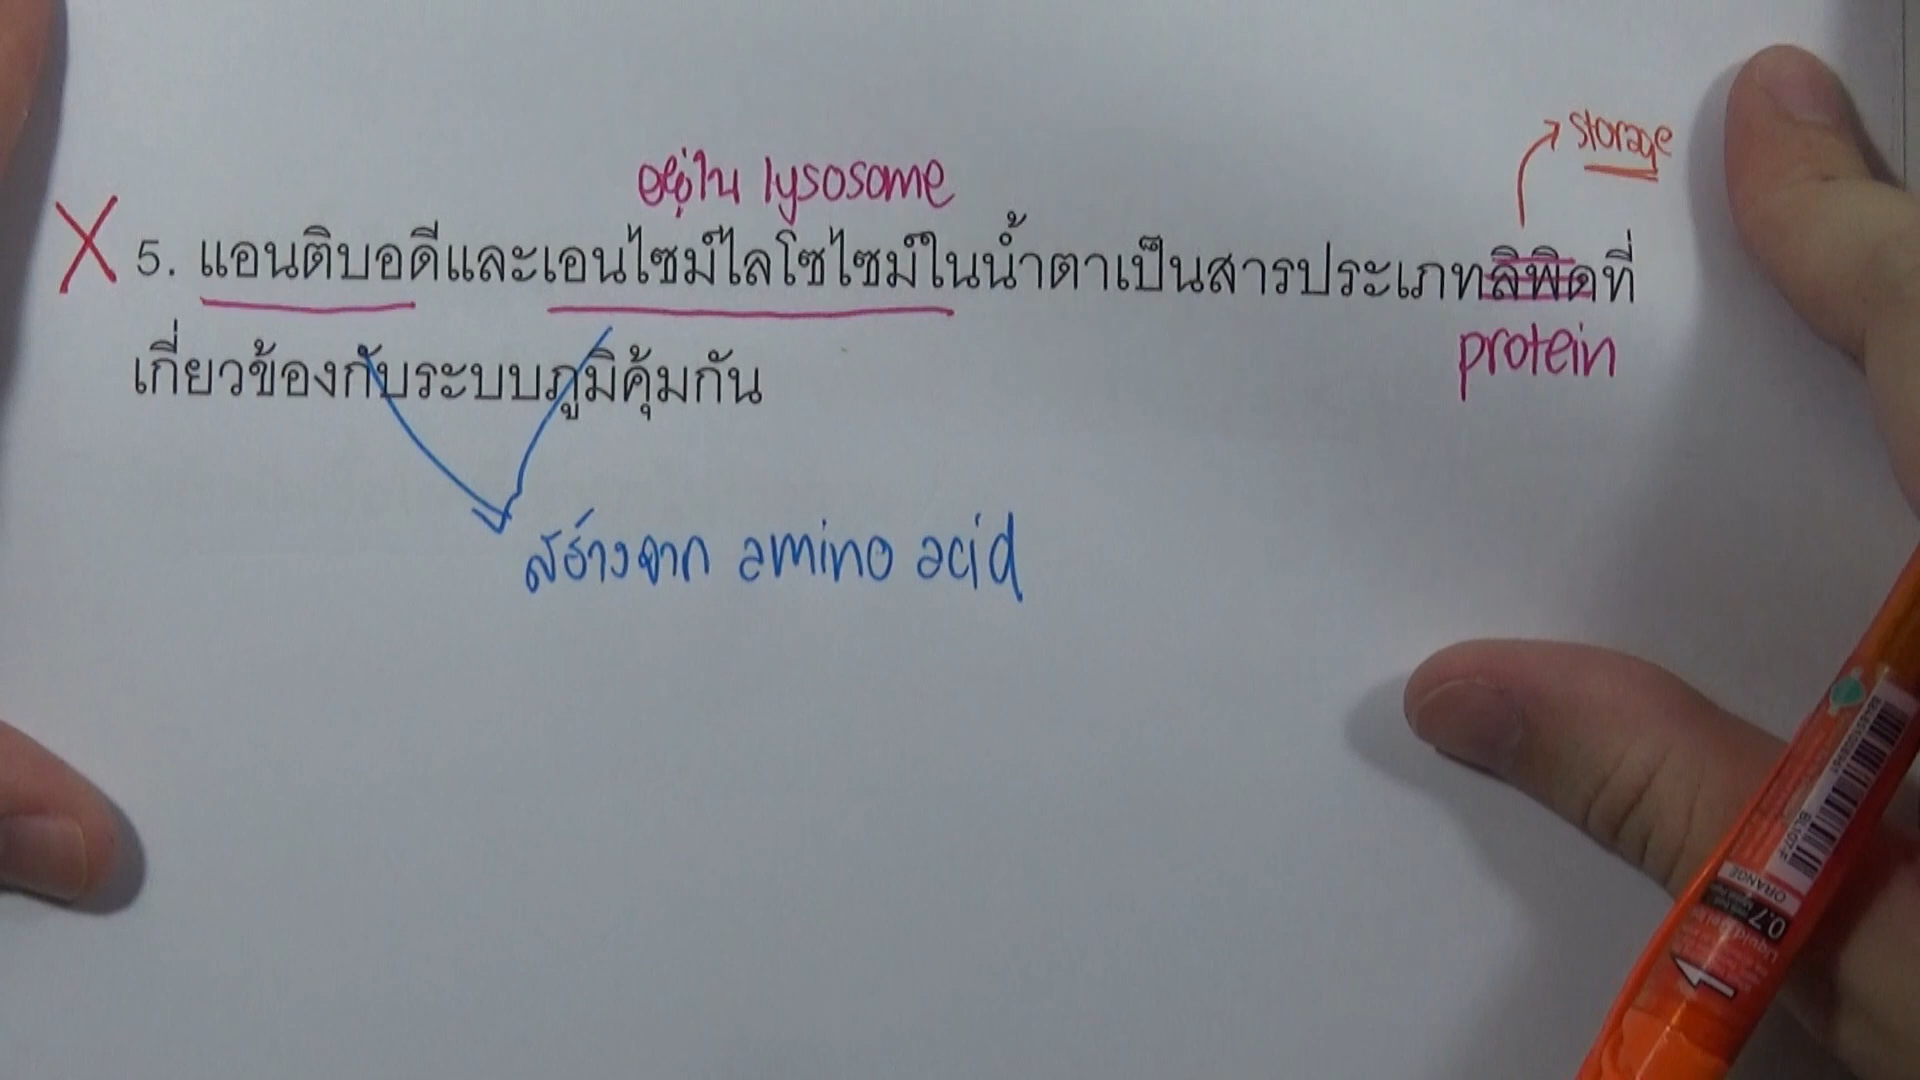 storage
อยู่ใน lysosome
X 5. แอนติบอดีและเอนไซม์ไลโซไซม์ในน้ำตาเป็นสารประเภทลิพิดที่
protein
เกี่ยวข้องกับระบบภูมิคุ้มกัน
สร้างจาก amino acid
ORANGE
0.7
1